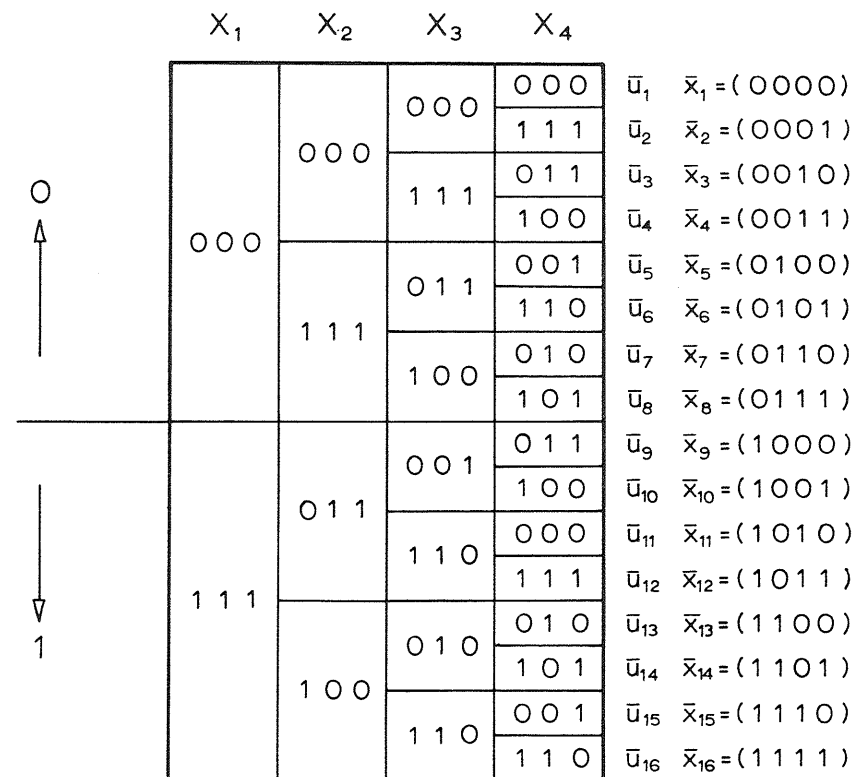 X₁ X₂ X₃ X₄
000 ū₁ x̄₁=(0000)
000
111 ū₂ x̄₂=(0001)
000
011 ū₃ x̄₃=(0010)
0
111
100 ū₄ x̄₄=(0011)
000
001 ū₅ x̄₅=(0100)
011
110 ū₆ x̄₆=(0101)
111
010 ū₇ x̄₇=(0110)
100
101 ū₈ x̄₈=(0111)
011 ū₉ x̄₉=(1000)
001
100 ū₁₀ x̄₁₀=(1001)
011
000 ū₁₁ x̄₁₁=(1010)
110
111 ū₁₂ x̄₁₂=(1011)
111
010 ū₁₃ x̄₁₃=(1100)
1
010
101 ū₁₄ x̄₁₄=(1101)
100
001 ū₁₅ x̄₁₅=(1110)
110
110 ū₁₆ x̄₁₆=(1111)